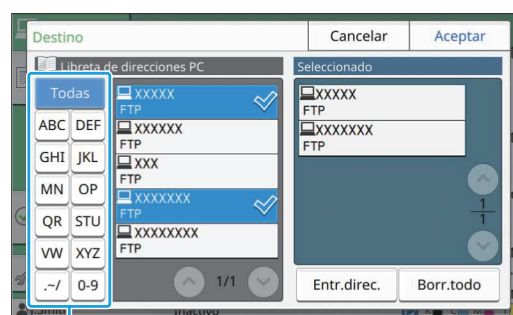 Destino
Cancelar
Aceptar
Libreta de direcciones PC
Seleccionado
Todas
ABC DEF
GHI JKL
MN OP
QR STU
VW XYZ
.~/ 0-9
XXXXX
FTP
XXXXXX
FTP
XXX
FTP
XXXXXXX
FTP
XXXXXXXX
FTP
1/1
XXXXX
FTP
XXXXXXX
FTP
1
1
Entr.direc.
Borr.todo
J.Smith
Inactivo